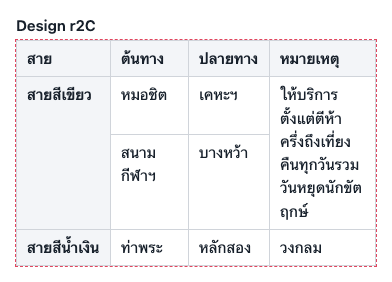 Design r2C
สาย ต้นทาง ปลายทาง หมายเหตุ
สายสีเขียว หมอชิต เคหะฯ ให้บริการ
ตั้งแต่ตีห้า
ครึ่งถึงเที่ยง
สนาม บางหว้า คืนทุกวันรวม
กีฬาฯ วันหยุดนักขัต
ฤกษ์
สายสีน้ำเงิน ท่าพระ หลักสอง วงกลม